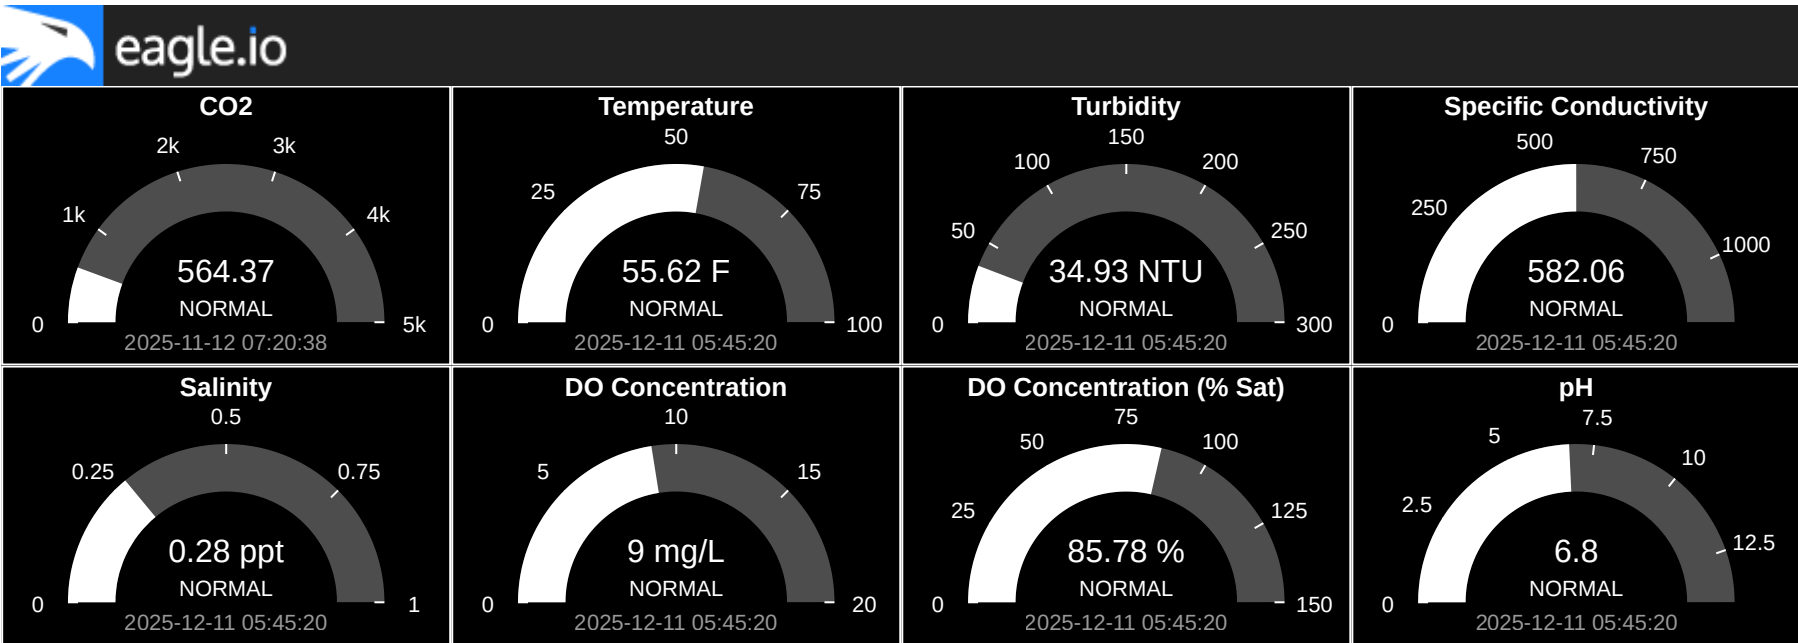 eagle.io
CO2
0
1k
2k
3k
4k
5k
564.37
NORMAL
2025-11-12 07:20:38
Temperature
0
25
50
75
100
55.62 F
NORMAL
2025-12-11 05:45:20
Turbidity
0
50
100
150
200
250
300
34.93 NTU
NORMAL
2025-12-11 05:45:20
Specific Conductivity
0
250
500
750
1000
582.06
NORMAL
2025-12-11 05:45:20
Salinity
0
0.25
0.5
0.75
1
0.28 ppt
NORMAL
2025-12-11 05:45:20
DO Concentration
0
5
10
15
20
9 mg/L
NORMAL
2025-12-11 05:45:20
DO Concentration (% Sat)
0
25
50
75
100
125
150
85.78 %
NORMAL
2025-12-11 05:45:20
pH
0
2.5
5
7.5
10
12.5
6.8
NORMAL
2025-12-11 05:45:20